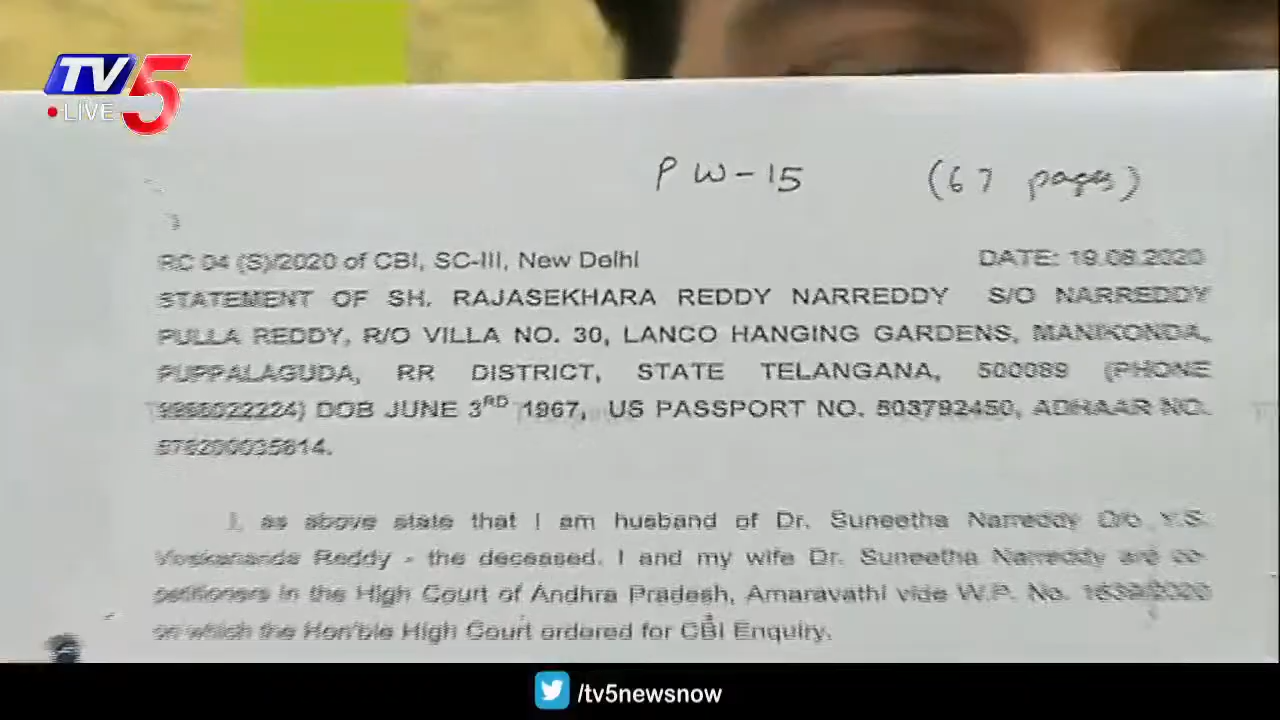 TV5
LIVE
PW-15 (67 pages)
RC 04 (S)/2020 of CBI, SC-III, New Delhi DATE: 19.08.2020
STATEMENT OF SH. RAJASEKHARA REDDY NARREDDY S/O NARREDDY
PULLA REDDY, R/O VILLA NO. 30, LANCO HANGING GARDENS, MANIKONDA,
PUPPALAGUDA, RR DISTRICT, STATE TELANGANA, 500089 (PHONE
DOB JUNE 3RD 1967, US PASSPORT NO. ADHAAR NO.
I, as above state that I am husband of Dr. Suneetha Narreddy D/o Y.S.
Vivekananda Reddy - the deceased. I and my wife Dr. Suneetha Narreddy are co-
petitioners in the High Court of Andhra Pradesh, Amaravathi vide W.P. No.
on which the Hon'ble High Court ordered for CBI Enquiry.
/tv5newsnow